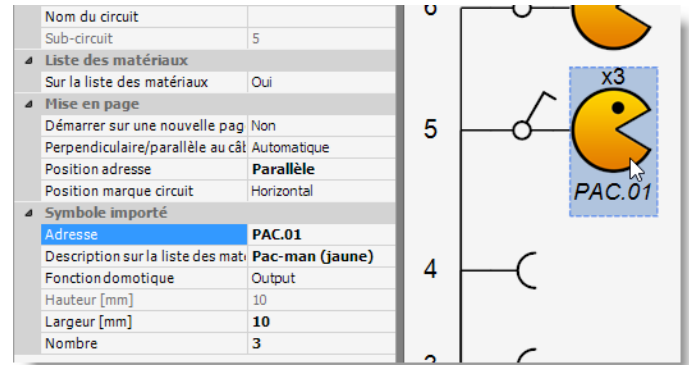 Nom du circuit
Sub-circuit 5
Liste des matériaux
Sur la liste des matériaux Oui
Mise en page
Démarrer sur une nouvelle pag Non
Perpendiculaire/parallèle au câb Automatique
Position adresse Parallèle
Position marque circuit Horizontal
Symbole importé
Adresse PAC.01
Description sur la liste des maté Pac-man (jaune)
Fonction domotique Output
Hauteur [mm] 10
Largeur [mm] 10
Nombre 3
6
x3
5
PAC.01
4